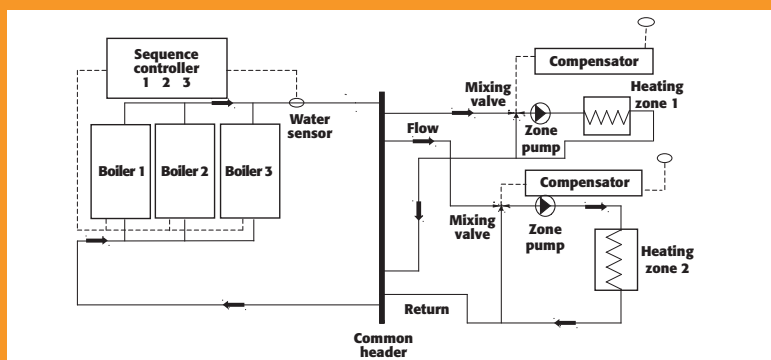 Sequence
controller
1 2 3
Compensator
Mixing
valve
Heating
zone 1
Water
sensor
Flow
Zone
pump
Boiler 1
Boiler 2
Boiler 3
Compensator
Mixing
valve
Zone
pump
Heating
zone 2
Return
Common
header